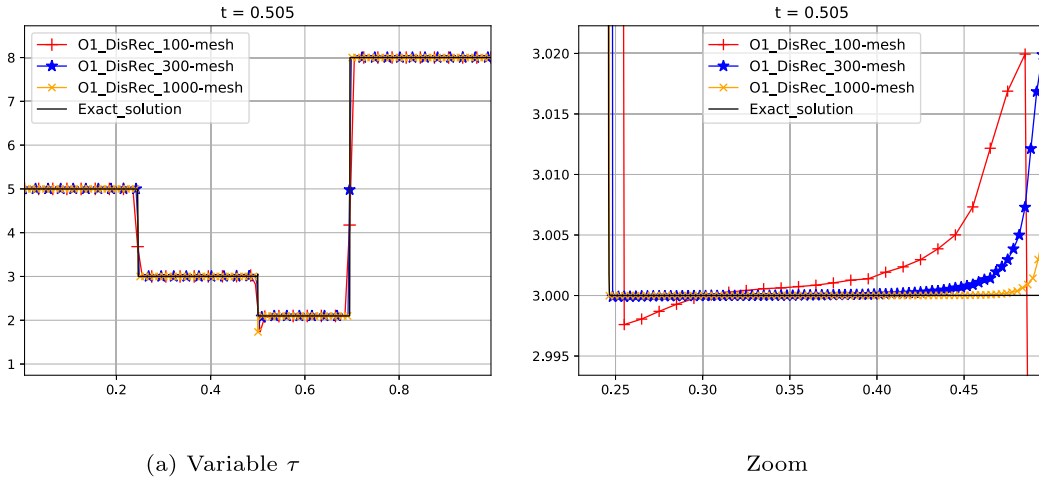 t = 0.505
O1_DisRec_100-mesh
O1_DisRec_300-mesh
O1_DisRec_1000-mesh
Exact_solution
8
7
6
5
4
3
2
1
0.2
0.4
0.6
0.8
(a) Variable τ
t = 0.505
O1_DisRec_100-mesh
O1_DisRec_300-mesh
O1_DisRec_1000-mesh
Exact_solution
3.020
3.015
3.010
3.005
3.000
2.995
0.25
0.30
0.35
0.40
0.45
Zoom